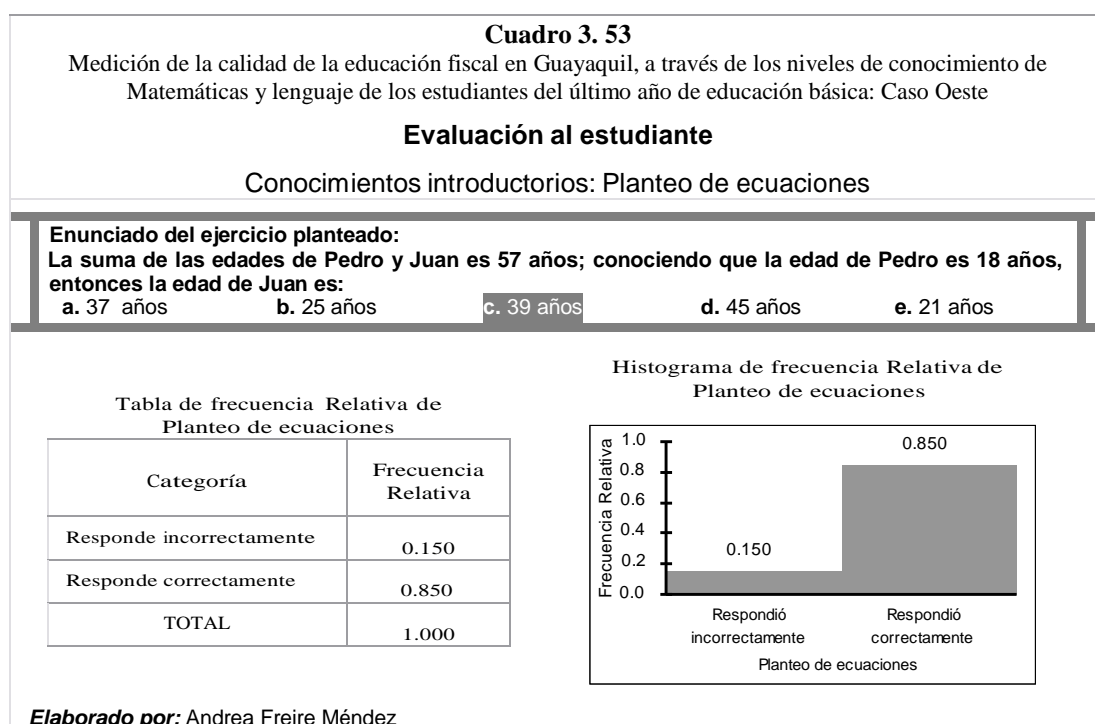 Cuadro 3. 53
Medición de la calidad de la educación fiscal en Guayaquil, a través de los niveles de conocimiento de
Matemáticas y lenguaje de los estudiantes del último año de educación básica: Caso Oeste
Evaluación al estudiante
Conocimientos introductorios: Planteo de ecuaciones
Enunciado del ejercicio planteado:
La suma de las edades de Pedro y Juan es 57 años; conociendo que la edad de Pedro es 18 años,
entonces la edad de Juan es:
a. 37 años b. 25 años c. 39 años d. 45 años e. 21 años
Tabla de frecuencia Relativa de
Planteo de ecuaciones
Categoría Frecuencia Relativa
Responde incorrectamente 0.150
Responde correctamente 0.850
TOTAL 1.000
Histograma de frecuencia Relativa de
Planteo de ecuaciones
Frecuencia Relativa
1.0
0.8
0.6
0.4
0.2
0.0
0.150
0.850
Respondió incorrectamente
Respondió correctamente
Planteo de ecuaciones
Elaborado por: Andrea Freire Méndez